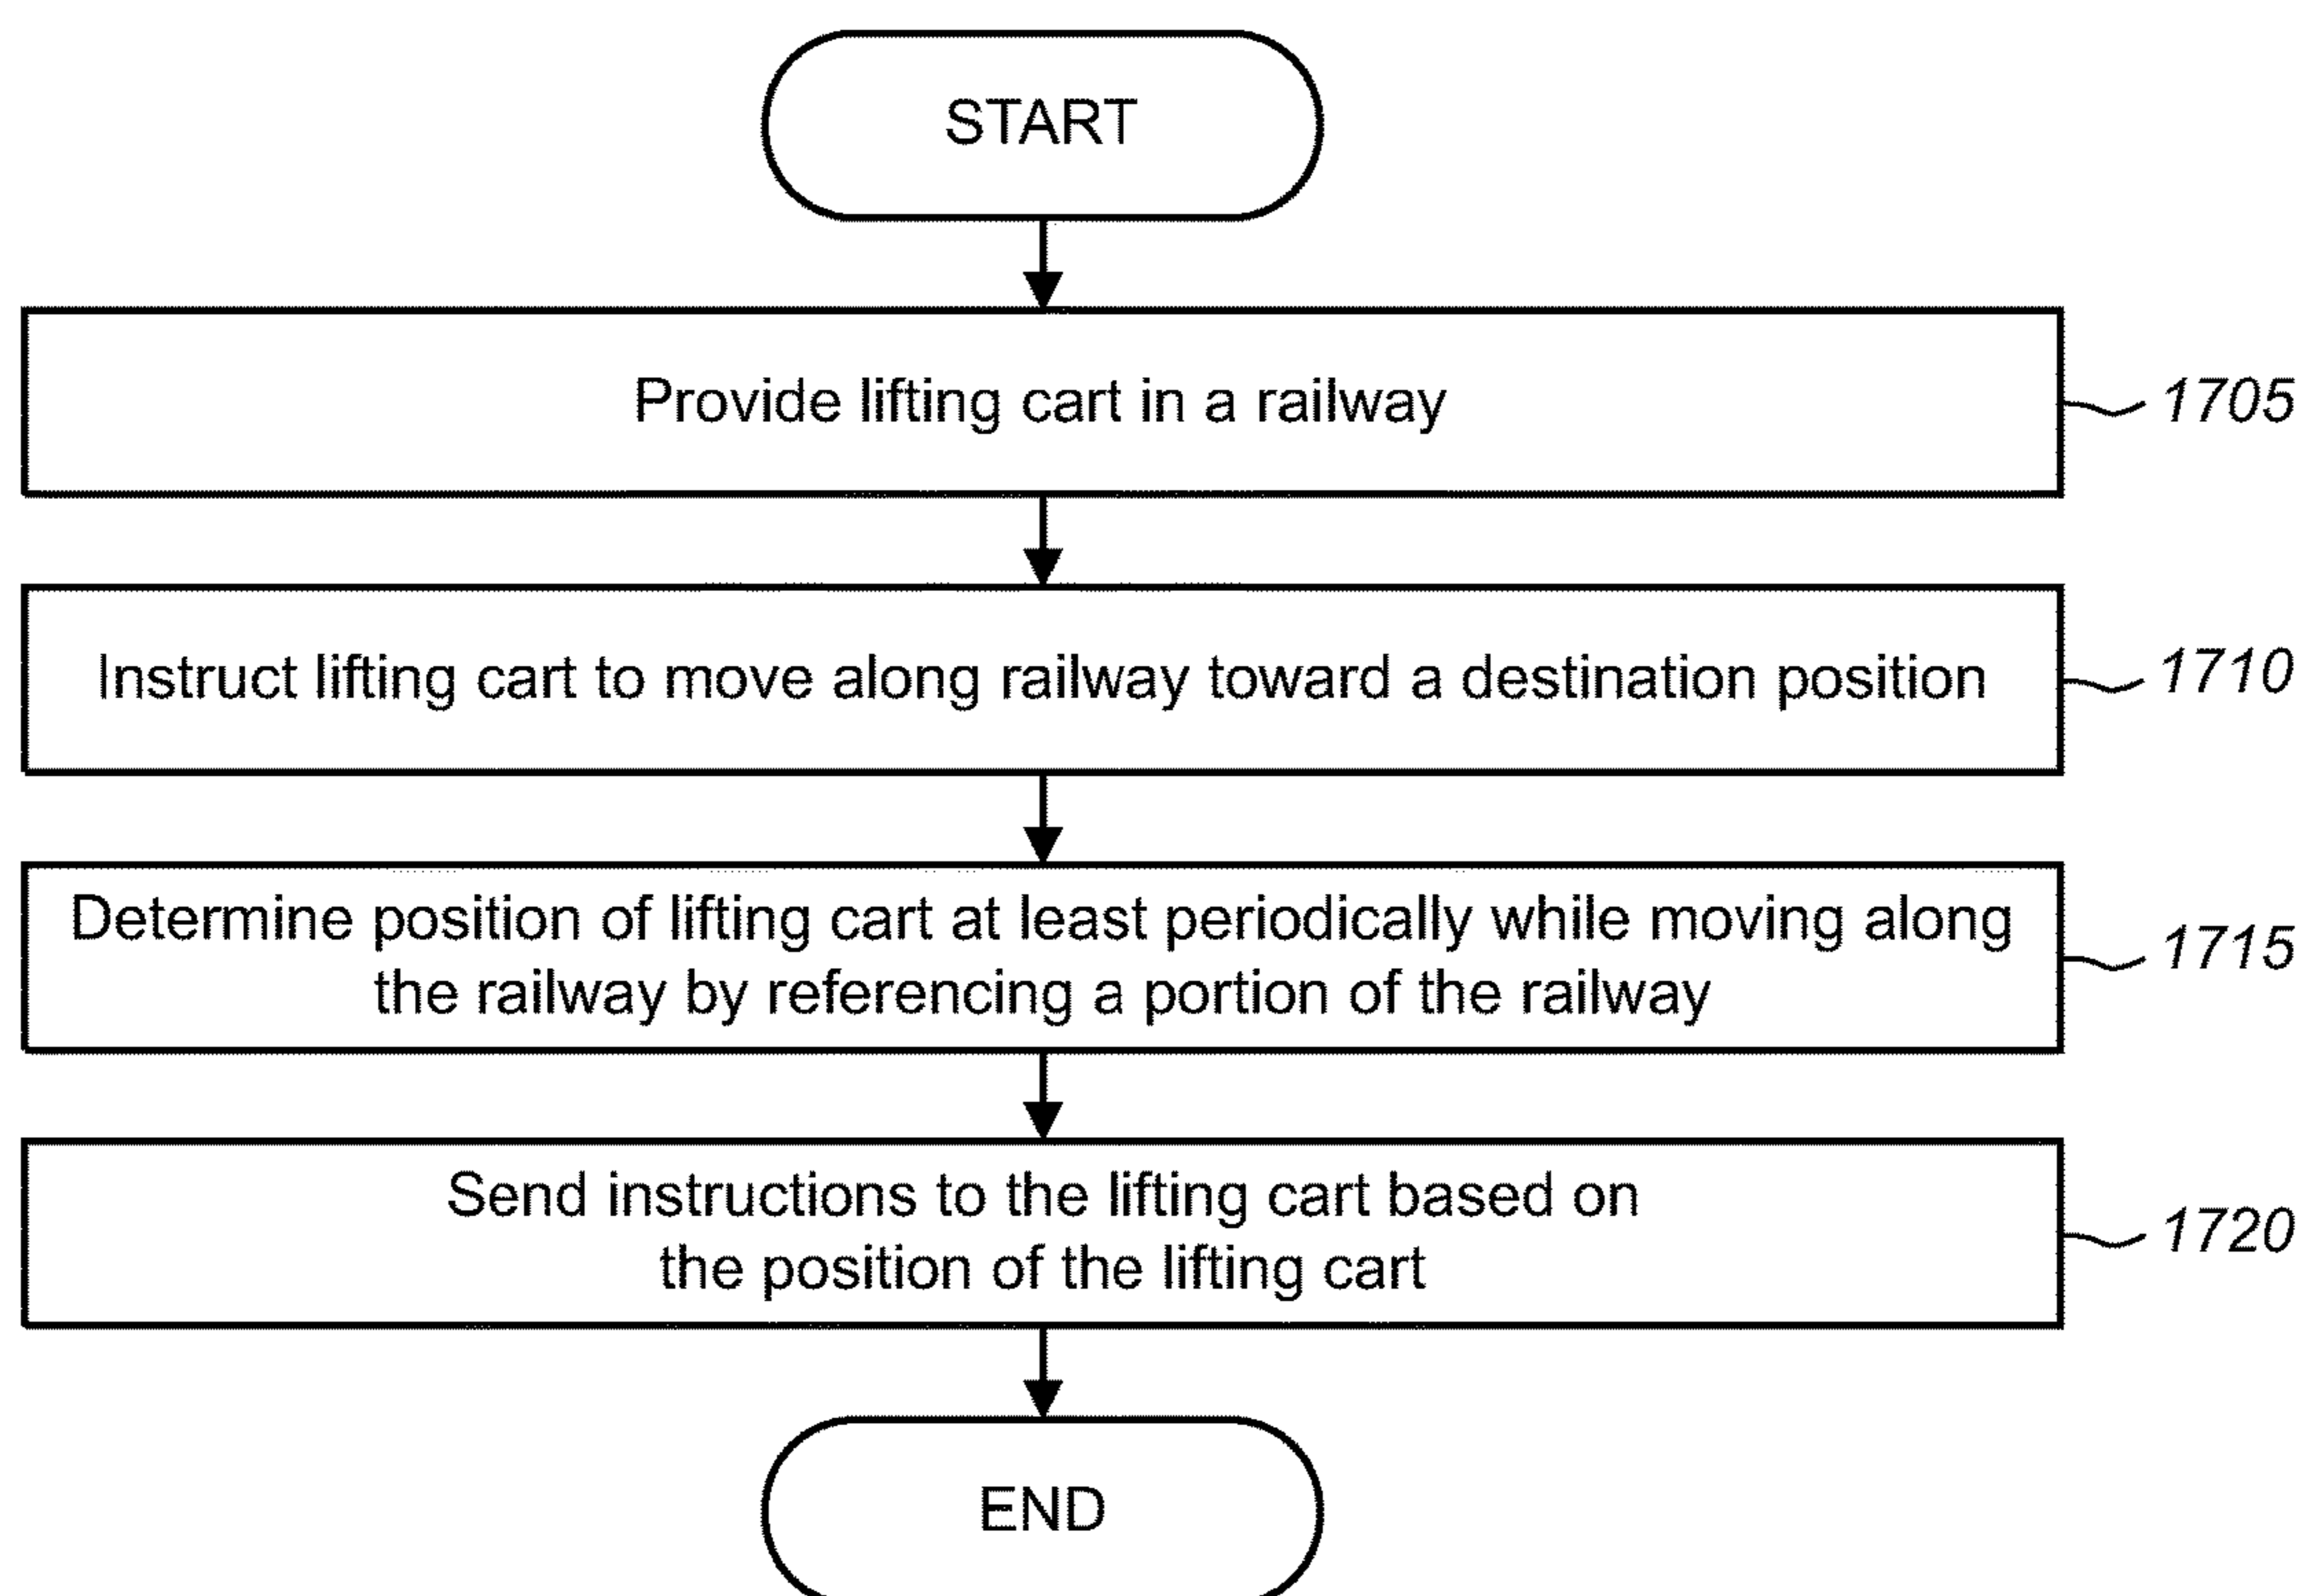 START
Provide lifting cart in a railway
1705
Instruct lifting cart to move along railway toward a destination position
1710
Determine position of lifting cart at least periodically while moving along
the railway by referencing a portion of the railway
1715
Send instructions to the lifting cart based on
the position of the lifting cart
1720
END